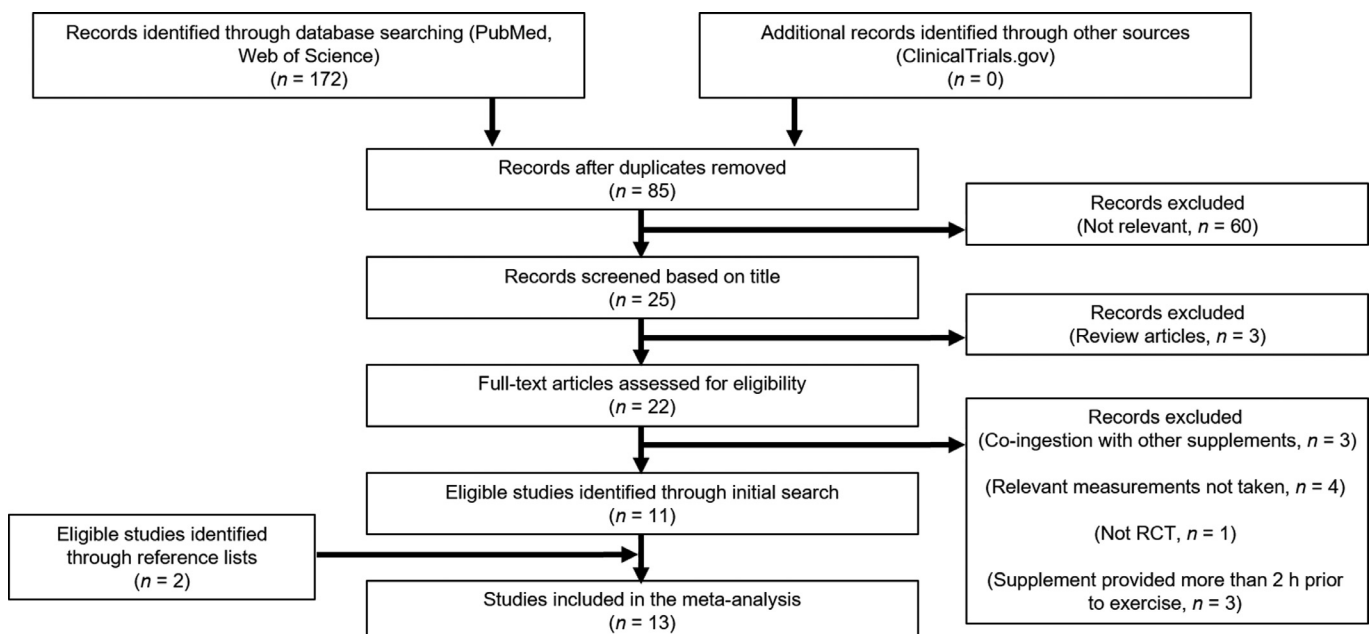 Records identified through database searching (PubMed,
Web of Science)
(n = 172)
Additional records identified through other sources
(ClinicalTrials.gov)
(n = 0)
Records after duplicates removed
(n = 85)
Records excluded
(Not relevant, n = 60)
Records screened based on title
(n = 25)
Records excluded
(Review articles, n = 3)
Full-text articles assessed for eligibility
(n = 22)
Records excluded
(Co-ingestion with other supplements, n = 3)
(Relevant measurements not taken, n = 4)
(Not RCT, n = 1)
(Supplement provided more than 2 h prior
to exercise, n = 3)
Eligible studies identified through initial search
(n = 11)
Eligible studies identified
through reference lists
(n = 2)
Studies included in the meta-analysis
(n = 13)